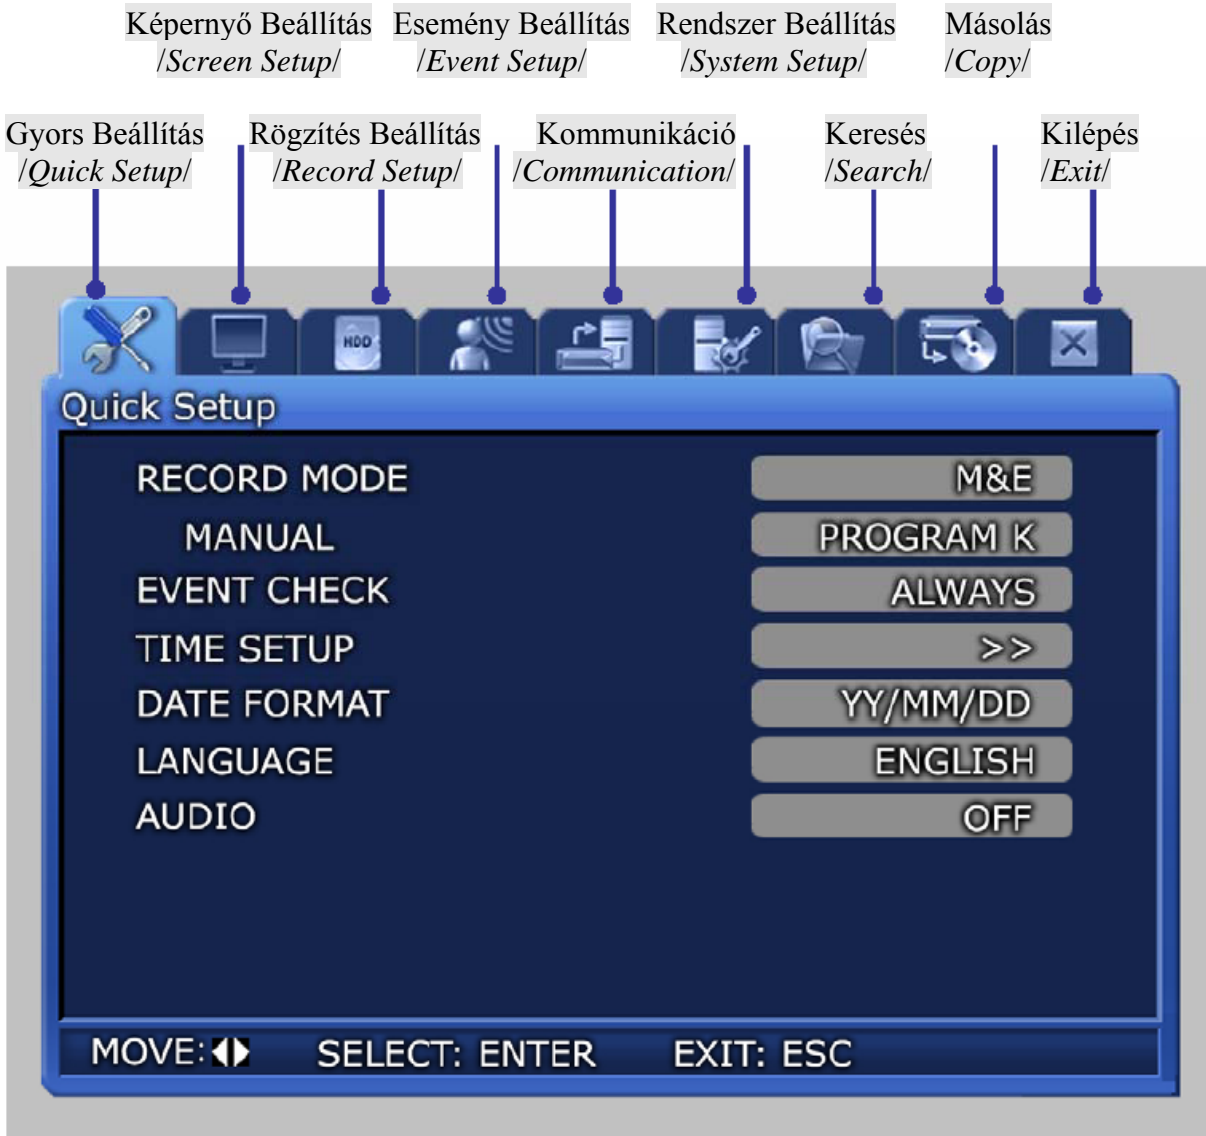 Képernyő Beállítás
/Screen Setup/
Esemény Beállítás
/Event Setup/
Rendszer Beállítás
/System Setup/
Másolás
/Copy/
Gyors Beállítás
/Quick Setup/
Rögzítés Beállítás
/Record Setup/
Kommunikáció
/Communication/
Keresés
/Search/
Kilépés
/Exit/
HDD
Quick Setup
RECORD MODE M&E
MANUAL PROGRAM K
EVENT CHECK ALWAYS
TIME SETUP >>
DATE FORMAT YY/MM/DD
LANGUAGE ENGLISH
AUDIO OFF
MOVE: SELECT: ENTER EXIT: ESC